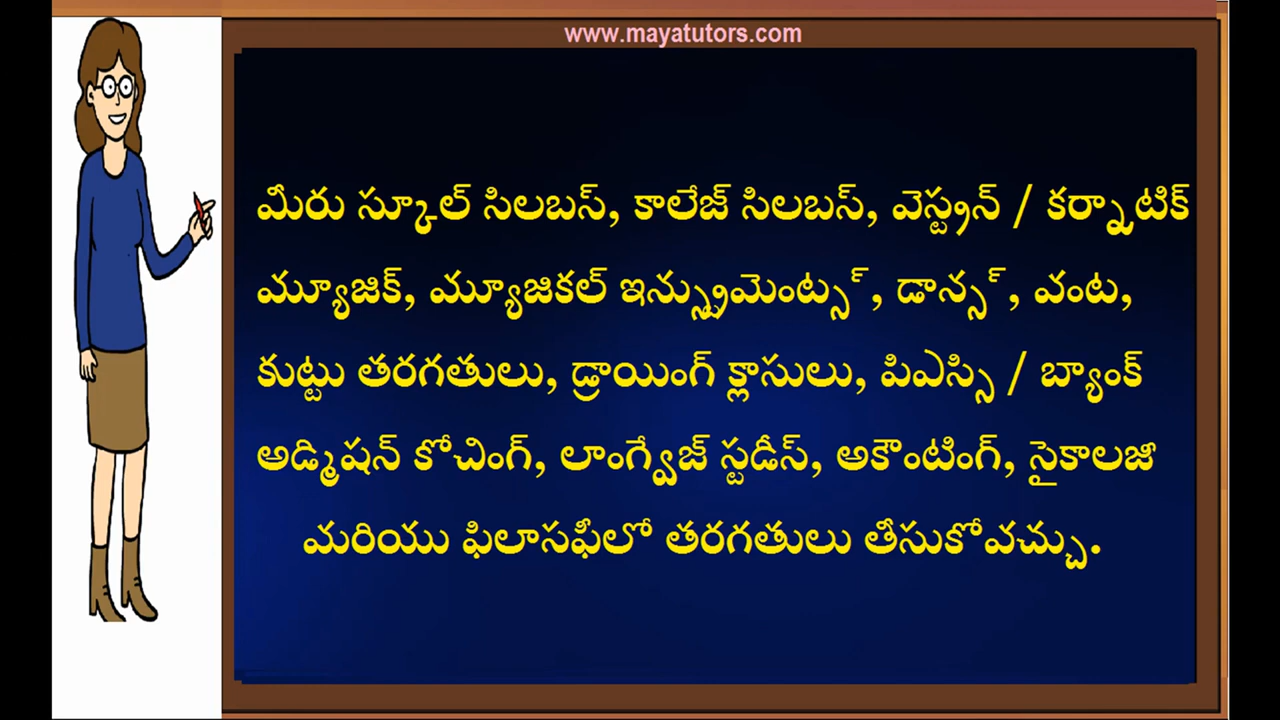 www.mayatutors.com
మీరు స్కూల్ సిలబస్, కాలేజ్ సిలబస్, వెస్ట్రన్ / కర్నాటిక్
మ్యూజిక్, మ్యూజికల్ ఇన్స్ట్రుమెంట్స్, డాన్స్, వంట,
కుట్టు తరగతులు, డ్రాయింగ్ క్లాసులు, పిఎస్సి / బ్యాంక్
అడ్మిషన్ కోచింగ్, లాంగ్వేజ్ స్టడీస్, అకౌంటింగ్, సైకాలజీ
మరియు ఫిలాసఫీలో తరగతులు తీసుకోవచ్చు.